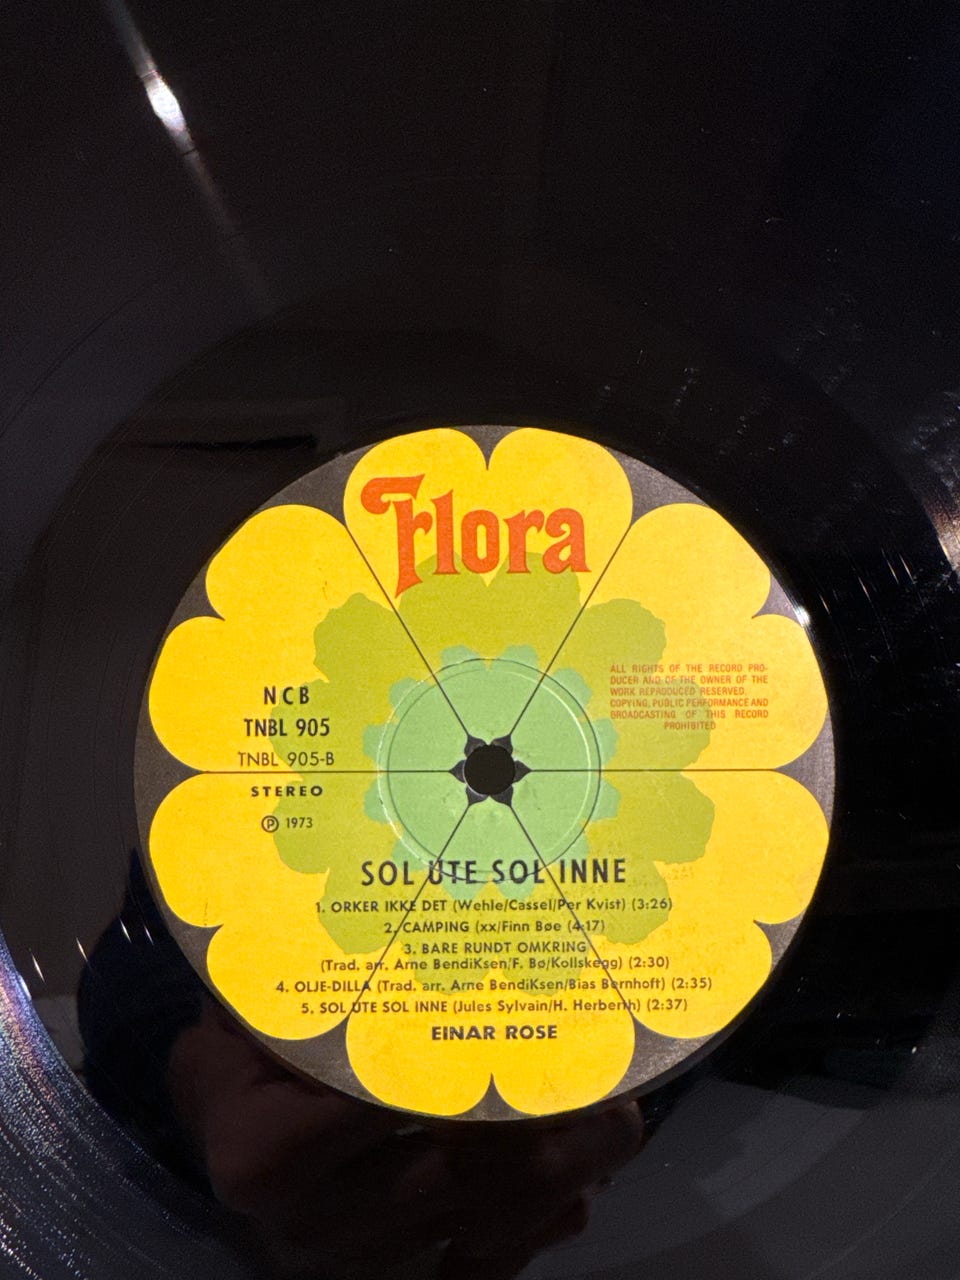 Flora
ALL RIGHTS OF THE RECORD PRO-
DUCER AND OF THE OWNER OF THE
WORK REPRODUCED RESERVED.
COPYING, PUBLIC PERFORMANCE AND
BROADCASTING OF THIS RECORD
PROHIBITED
NCB
TNBL 905
TNBL 905-B
STEREO
Ⓟ 1973
SOL UTE SOL INNE
1. ORKER IKKE DET (Wehle/Cassel/Per Kvist) (3:26)
2. CAMPING (xx/Finn Bøe (4:17)
3. BARE RUNDT OMKRING
(Trad. arr. Arne BendiKsen/F. Bø/Kollskegg) (2:30)
4. OLJE-DILLA (Trad. arr. Arne BendiKsen/Bias Bernhoft) (2:35)
5. SOL UTE SOL INNE (Jules Sylvain/H. Herberth) (2:37)
EINAR ROSE